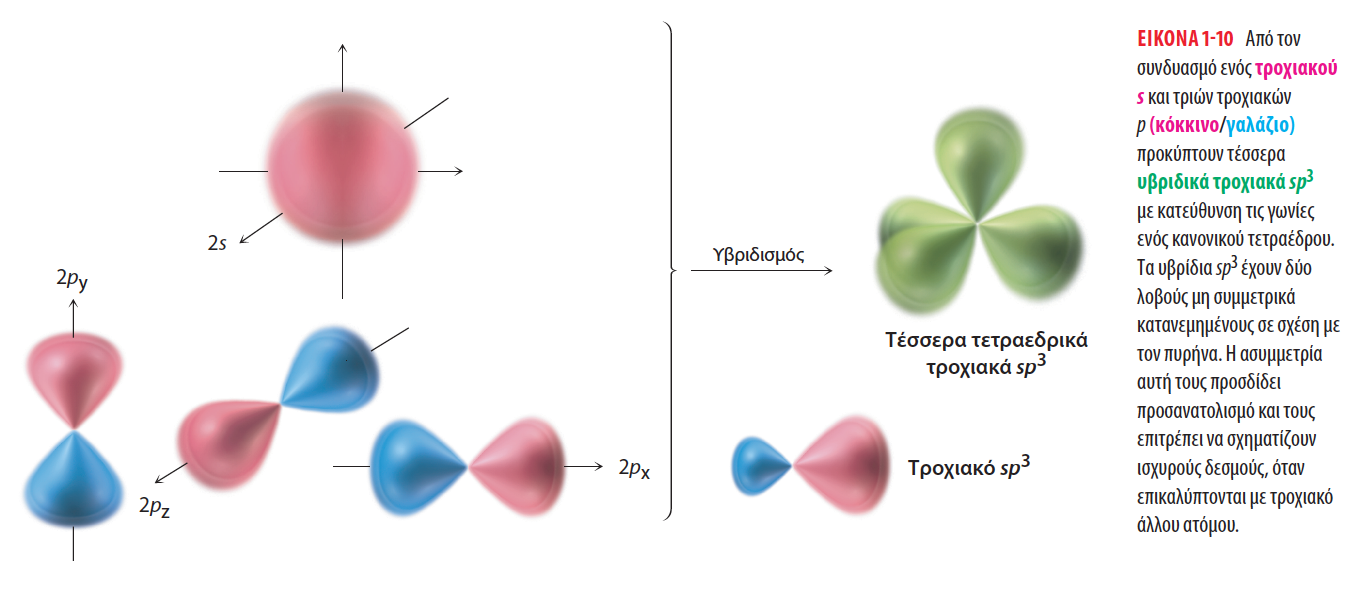 2s
2py
2pz
2px
Υβριδισμός
Τέσσερα τετραεδρικά
τροχιακά sp3
Τροχιακό sp3
ΕΙΚΟΝΑ 1-10 Από τον
συνδυασμό ενός τροχιακού
s και τριών τροχιακών
p (κόκκινο/γαλάζιο)
προκύπτουν τέσσερα
υβριδικά τροχιακά sp3
με κατεύθυνση τις γωνίες
ενός κανονικού τετραέδρου.
Τα υβρίδια sp3 έχουν δύο
λοβούς μη συμμετρικά
κατανεμημένους σε σχέση με
τον πυρήνα. Η ασυμμετρία
αυτή τους προσδίδει
προσανατολισμό και τους
επιτρέπει να σχηματίζουν
ισχυρούς δεσμούς, όταν
επικαλύπτονται με τροχιακό
άλλου ατόμου.